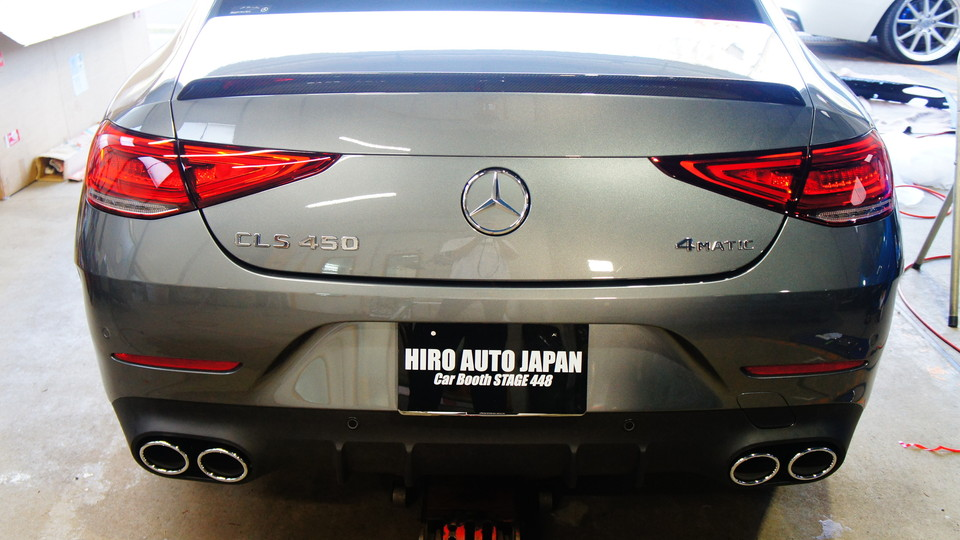 CLS 450
4MATIC
HIRO AUTO JAPAN
Car Booth STAGE 448